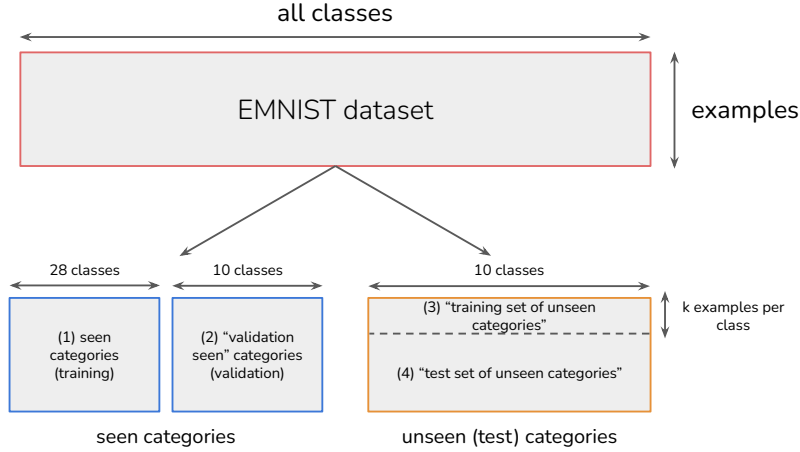 all classes
EMNIST dataset
examples
28 classes
10 classes
10 classes
(1) seen
categories
(training)
(2) “validation
seen” categories
(validation)
(3) “training set of unseen
categories”
k examples per
class
(4) “test set of unseen categories”
seen categories
unseen (test) categories